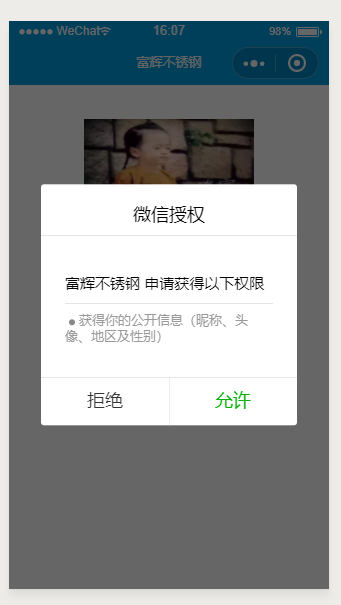 WeChat 16:07 98%
富辉不锈钢
微信授权
富辉不锈钢 申请获得以下权限
●获得你的公开信息（昵称、头
像、地区及性别）
拒绝 允许